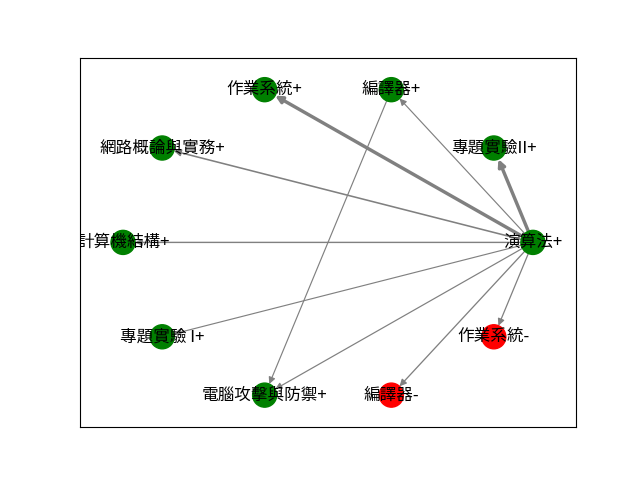 作業系統+
編譯器+
網路概論與實務+
專題實驗II+
計算機結構+
演算法+
專題實驗 I+
作業系統-
電腦攻擊與防禦+
編譯器-